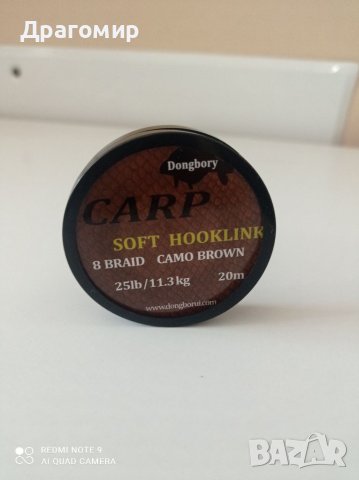 Драгомир
Dongbory
CARP
SOFT HOOKLINK
8 BRAID CAMO BROWN
25lb/11.3kg 20m
www.dongborui.com
REDMI NOTE 9
AI QUAD CAMERA
BAZAR